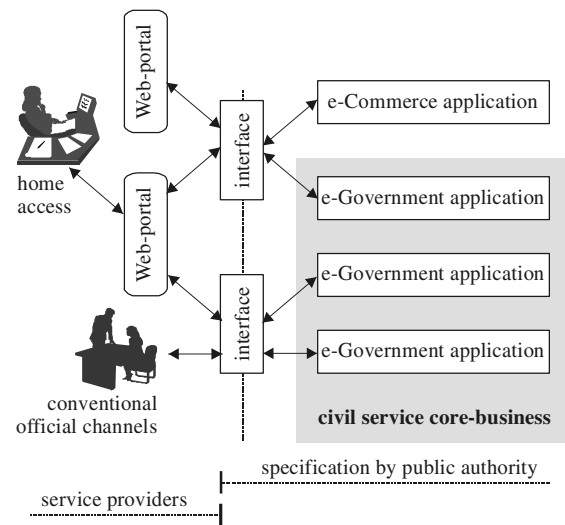 Web-portal
interface
e-Commerce application
home
access
e-Government application
Web-portal
e-Government application
interface
e-Government application
conventional
official channels
civil service core-business
specification by public authority
service providers